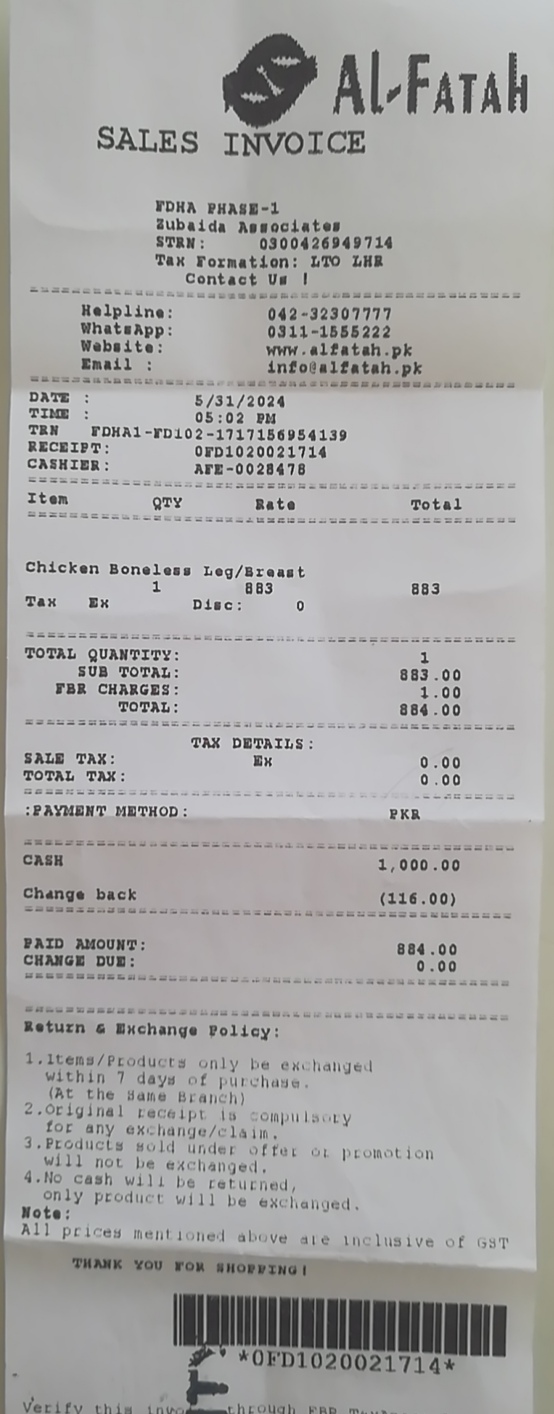 Al-Fatah
SALES INVOICE
FDHA PHASE-1
Zubaida Associates
STRN: 0300426949714
Tax Formation: LTO LHR
Contact Us !
Helpline: 042-32307777
WhatsApp: 0311-1555222
Website: www.alfatah.pk
Email : info@alfatah.pk
DATE : 5/31/2024
TIME : 05:02 PM
TRN FDHA1-FD102-1717156954139
RECEIPT: 0FD1020021714
CASHIER: AFE-0028478
Item QTY Rate Total
Chicken Boneless Leg/Breast
1 883 883
Tax Ex Disc: 0
TOTAL QUANTITY: 1
SUB TOTAL: 883.00
FBR CHARGES: 1.00
TOTAL: 884.00
TAX DETAILS:
SALE TAX: Ex 0.00
TOTAL TAX: 0.00
:PAYMENT METHOD: PKR
CASH 1,000.00
Change back (116.00)
PAID AMOUNT: 884.00
CHANGE DUE: 0.00
Return & Exchange Policy:
1.Items/Products only be exchanged
within 7 days of purchase.
(At the Same Branch)
2.Original receipt is compulsory
for any exchange/claim.
3.Products sold under offer or promotion
will not be exchanged.
4.No cash will be returned,
only product will be exchanged.
Note:
All prices mentioned above are inclusive of GST
THANK YOU FOR SHOPPING!
*0FD1020021714*
Verify this through FBR